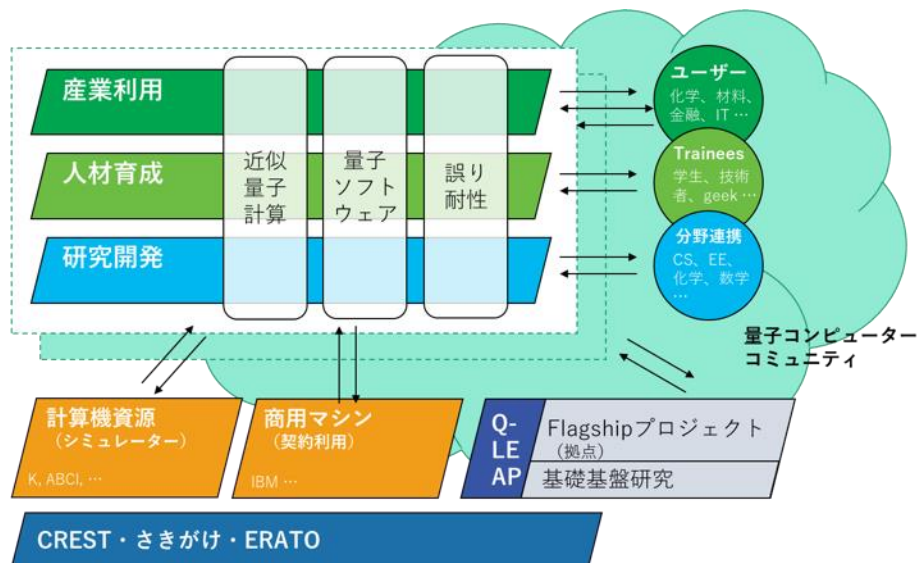 産業利用
人材育成
研究開発
近似
量子
計算
量子
ソフト
ウェア
誤り
耐性
ユーザー
化学、材料、
金融、IT …
Trainees
学生、技術
者、geek …
分野連携
CS、EE、
化学、数学
…
量子コンピューター
コミュニティ
計算機資源
（シミュレーター）
K, ABCI, …
商用マシン
（契約利用）
IBM …
Q-
LE
AP
Flagshipプロジェクト
（拠点）
基礎基盤研究
CREST・さきがけ・ERATO